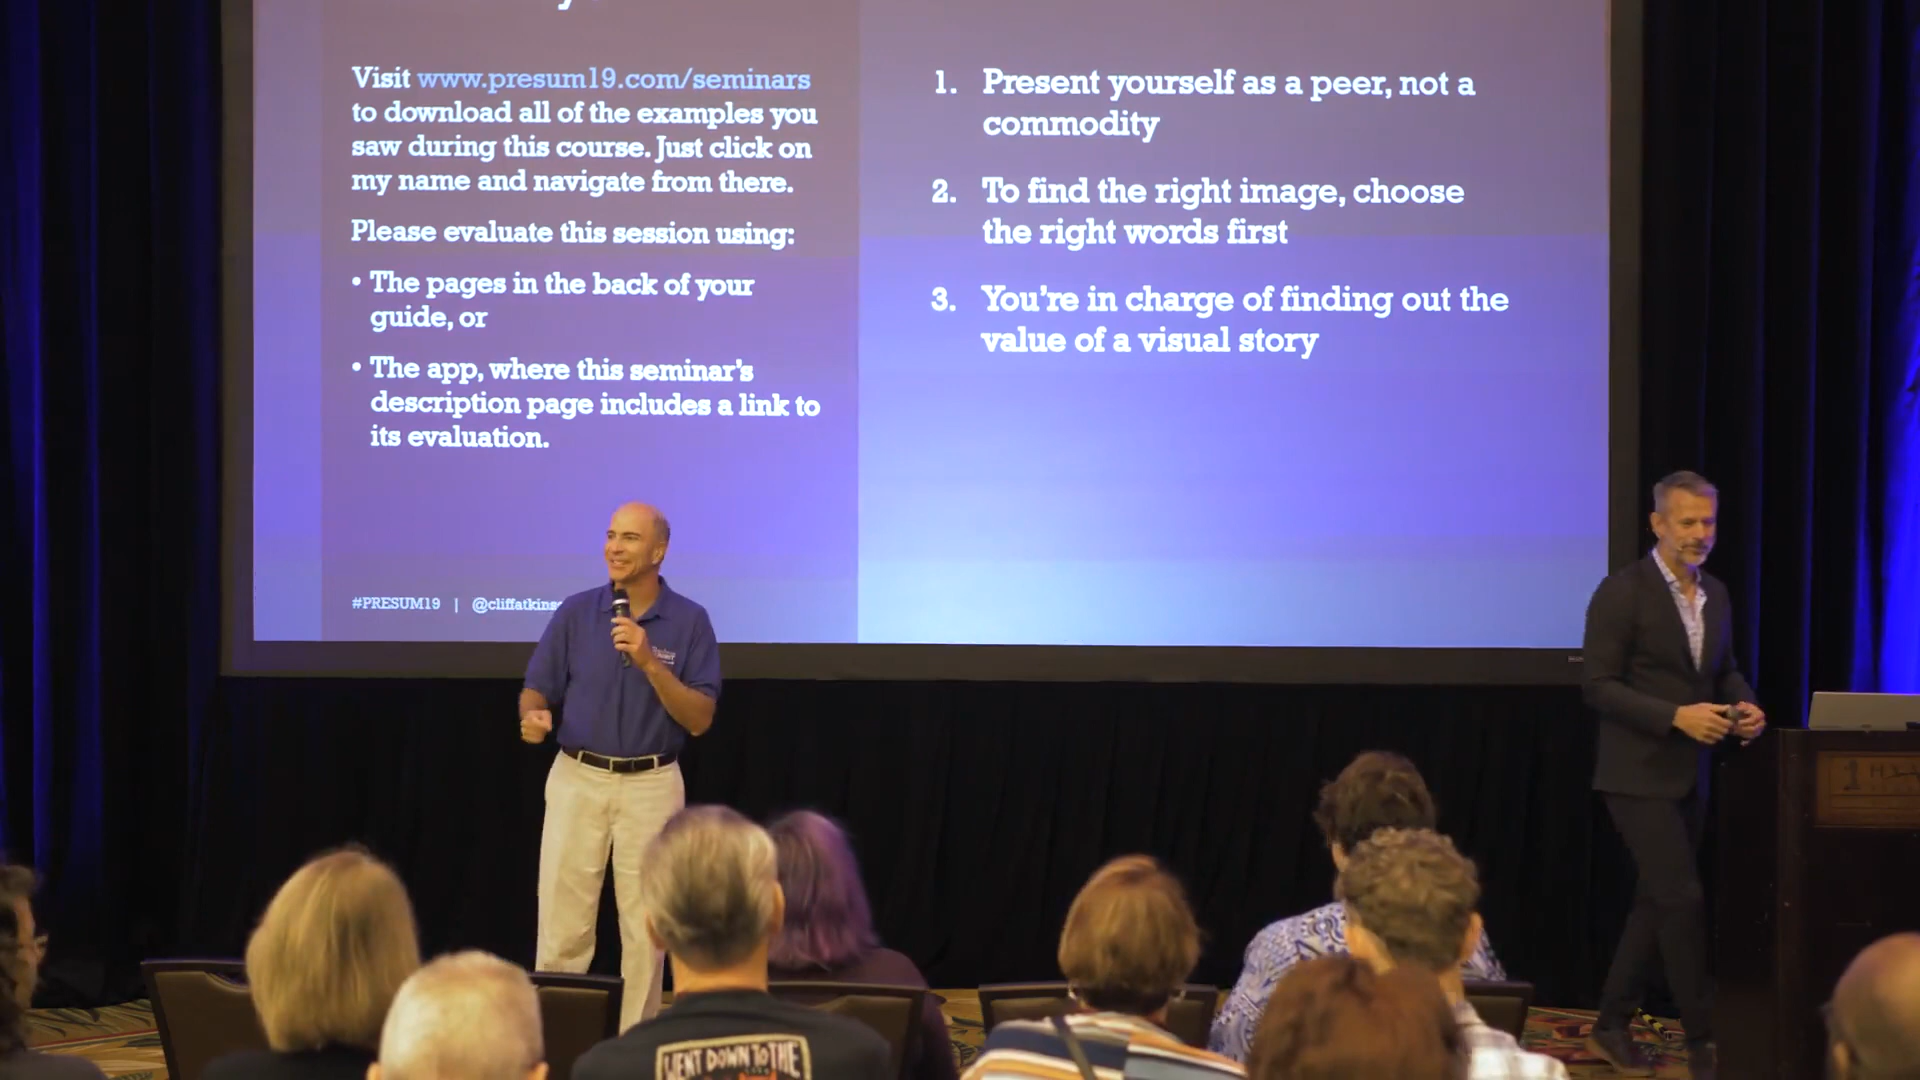 Visit www.presum19.com/seminars
to download all of the examples you
saw during this course. Just click on
my name and navigate from there.
Please evaluate this session using:
• The pages in the back of your
guide, or
• The app, where this seminar's
description page includes a link to
its evaluation.
#PRESUM19 | @cliffatkins
1. Present yourself as a peer, not a
commodity
2. To find the right image, choose
the right words first
3. You're in charge of finding out the
value of a visual story
WENT DOWN TO THE